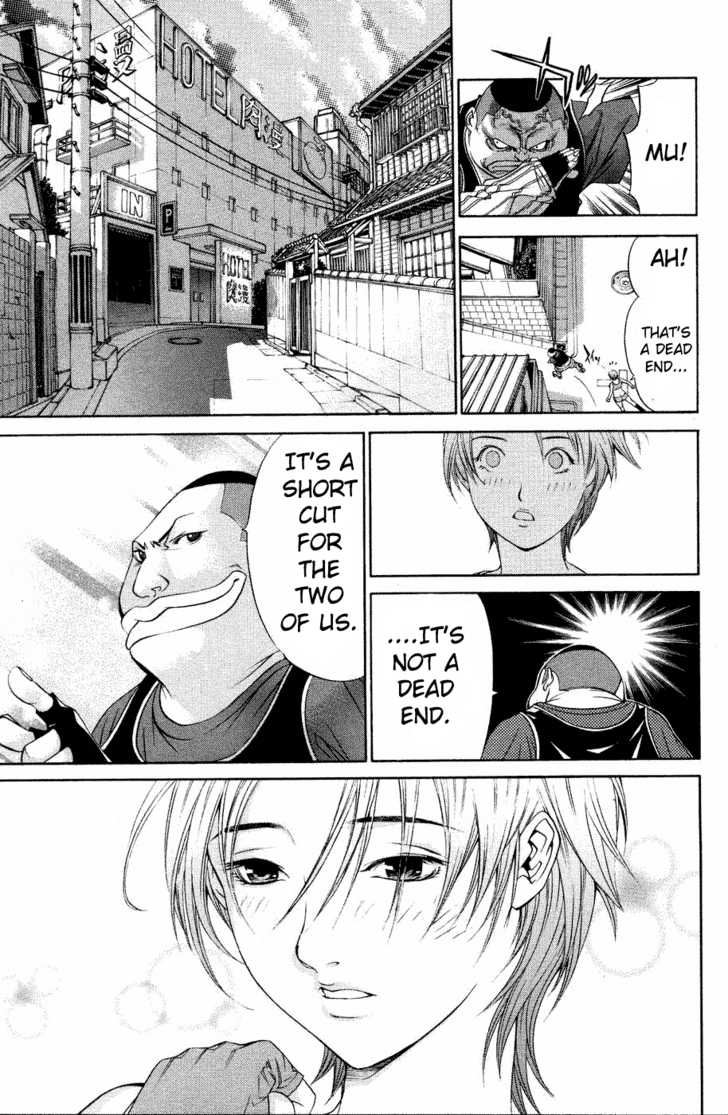 MU!
AH!
THAT'S
A DEAD
END...
HOTEL
IN
P
HOTEL
....IT'S
NOT A
DEAD
END.
IT'S A
SHORT
CUT
FOR
THE
TWO
OF US.